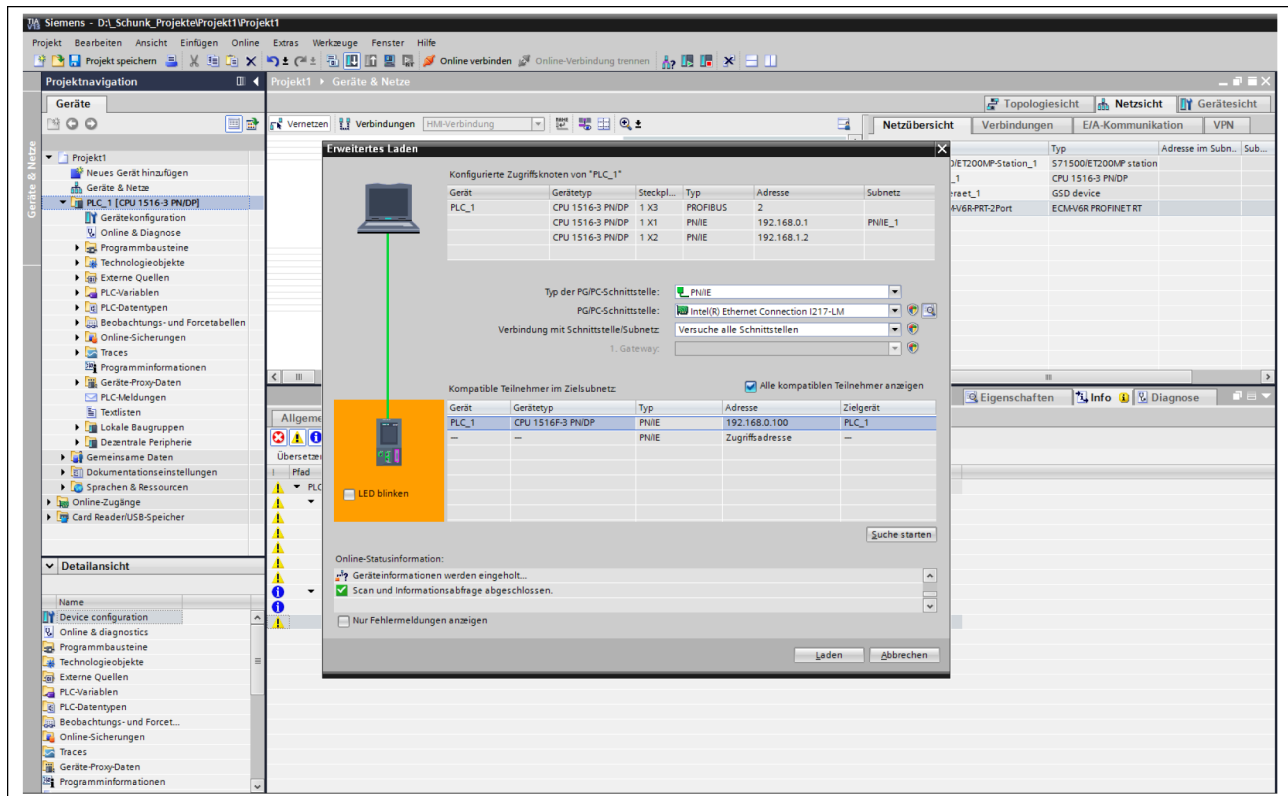 Siemens - D:\_Schunk_Projekte\Projekt1\Projekt1
Projekt Bearbeiten Ansicht Einfügen Online Extras Werkzeuge Fenster Hilfe
Projekt speichern Online verbinden Online-Verbindung trennen
Projektnavigation
Projekt1 Geräte & Netze
Geräte
Topologiesicht Netzsicht Gerätesicht
Vernetzen Verbindungen HMI-Verbindung
Netzübersicht Verbindungen E/A-Kommunikation VPN
Geräte & Netze
Typ Adresse im Subn.. Sub...
/ET200MP-Station_1 S71500/ET200MP station
_1 CPU 1516-3 PN/DP
raet_1 GSD device
-V6R-PRT-2Port ECM-V6R PROFINET RT
Projekt1
Neues Gerät hinzufügen
Geräte & Netze
PLC_1 [CPU 1516-3 PN/DP]
Gerätekonfiguration
Online & Diagnose
Programmbausteine
Technologieobjekte
Externe Quellen
PLC-Variablen
PLC-Datentypen
Beobachtungs- und Forcetabellen
Online-Sicherungen
Traces
Programminformationen
Geräte-Proxy-Daten
PLC-Meldungen
Textlisten
Lokale Baugruppen
Dezentrale Peripherie
Gemeinsame Daten
Dokumentationseinstellungen
Sprachen & Ressourcen
Online-Zugänge
Card Reader/USB-Speicher
Detailansicht
Name
Device configuration
Online & diagnostics
Programmbausteine
Technologieobjekte
Externe Quellen
PLC-Variablen
PLC-Datentypen
Beobachtungs- und Forcet...
Online-Sicherungen
Traces
Geräte-Proxy-Daten
Programminformationen
Erweitertes Laden
Konfigurierte Zugriffsknoten von "PLC_1"
Gerät Gerätetyp Steckpl... Typ Adresse Subnetz
PLC_1 CPU 1516-3 PN/DP 1 X3 PROFIBUS 2
CPU 1516-3 PN/DP 1 X1 PN/IE 192.168.0.1 PN/IE_1
CPU 1516-3 PN/DP 1 X2 PN/IE 192.168.1.2
Typ der PG/PC-Schnittstelle: PN/IE
PG/PC-Schnittstelle: Intel(R) Ethernet Connection I217-LM
Verbindung mit Schnittstelle/Subnetz: Versuche alle Schnittstellen
1. Gateway:
Kompatible Teilnehmer im Zielsubnetz: Alle kompatiblen Teilnehmer anzeigen
Gerät Gerätetyp Typ Adresse Zielgerät
PLC_1 CPU 1516F-3 PN/DP PN/IE 192.168.0.100 PLC_1
— — PN/IE Zugriffsadresse —
LED blinken
Suche starten
Online-Statusinformation:
Geräteinformationen werden eingeholt...
Scan und Informationsabfrage abgeschlossen.
Nur Fehlermeldungen anzeigen
Laden Abbrechen
Eigenschaften Info Diagnose
Allgeme
Übersetze
! Pfad
PLC